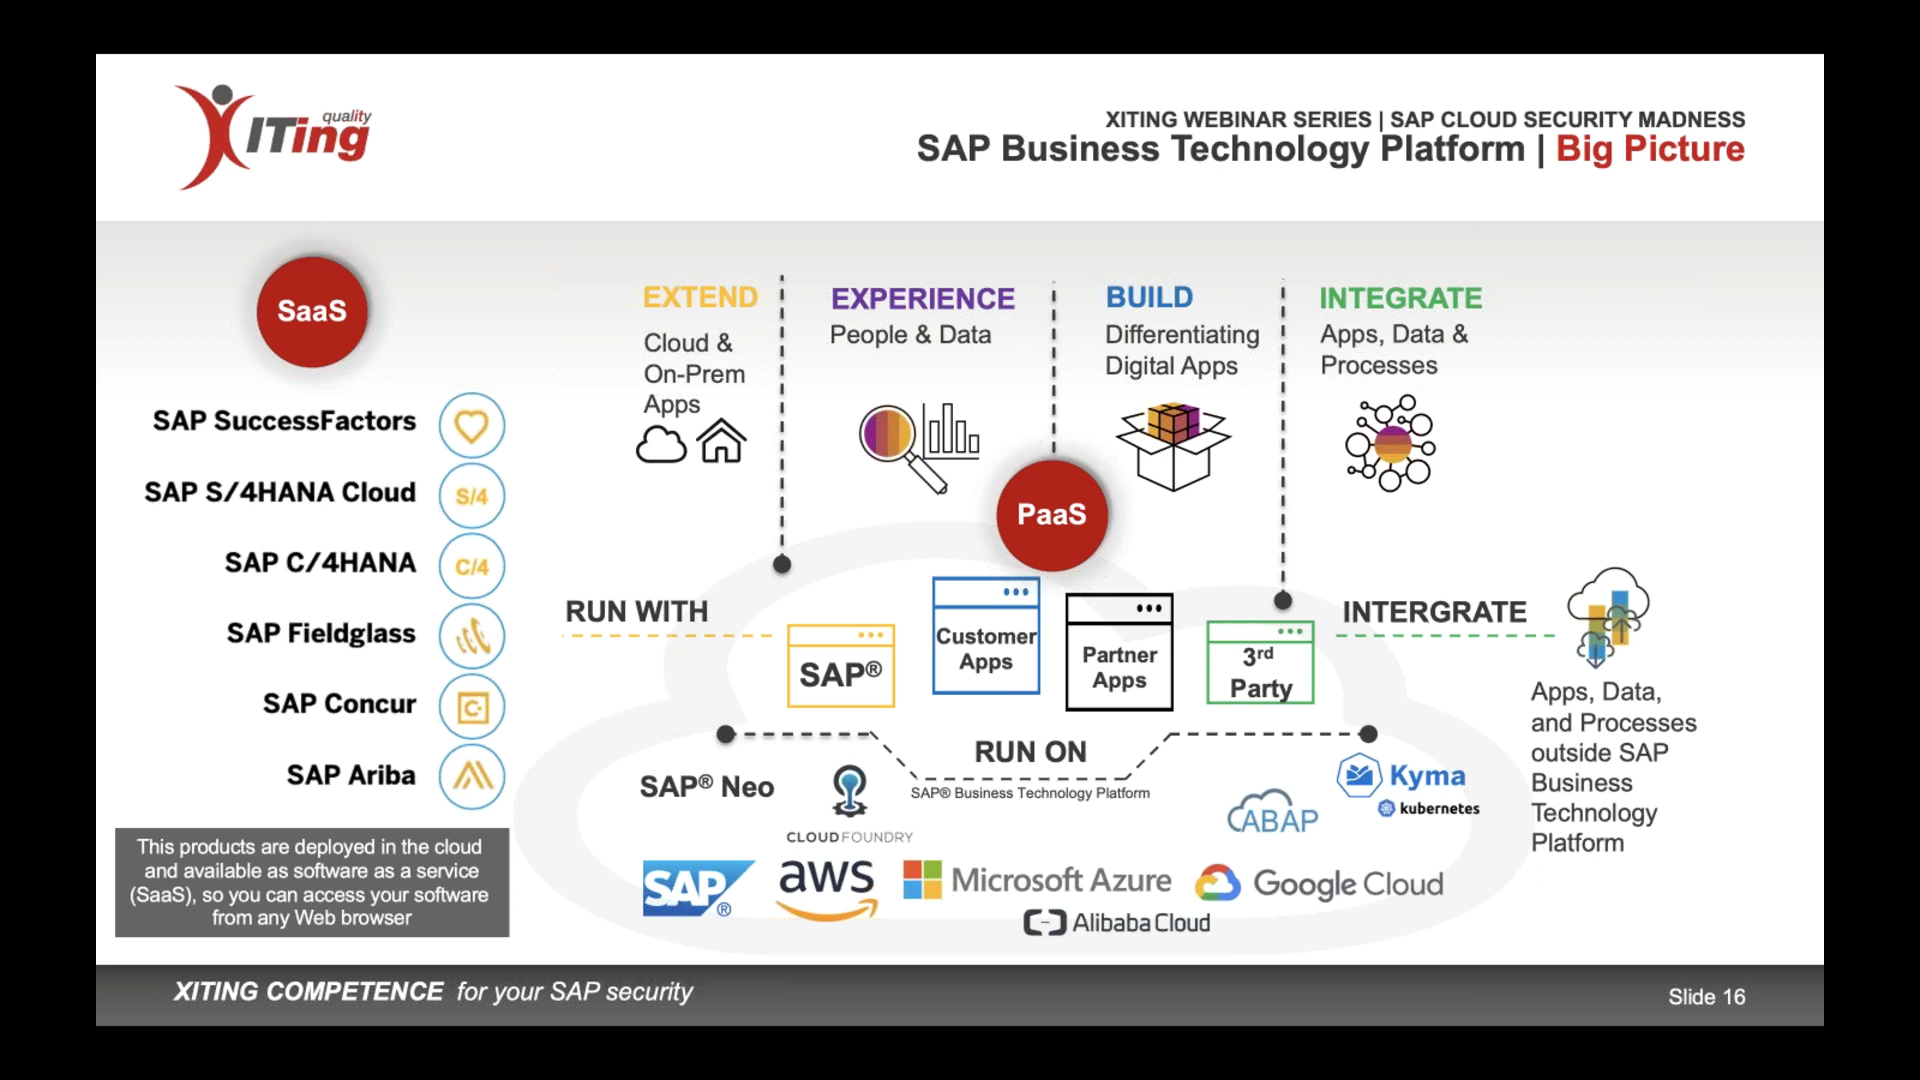 quality
XITing
XITING WEBINAR SERIES | SAP CLOUD SECURITY MADNESS
SAP Business Technology Platform | Big Picture
SaaS
SAP SuccessFactors
SAP S/4HANA Cloud
S/4
SAP C/4HANA
C/4
SAP Fieldglass
SAP Concur
C
SAP Ariba
This products are deployed in the cloud
and available as software as a service
(SaaS), so you can access your software
from any Web browser
EXTEND
Cloud &
On-Prem
Apps
EXPERIENCE
People & Data
BUILD
Differentiating
Digital Apps
INTEGRATE
Apps, Data &
Processes
PaaS
RUN WITH
SAP®
Customer
Apps
Partner
Apps
3rd
Party
INTERGRATE
Apps, Data,
and Processes
outside SAP
Business
Technology
Platform
RUN ON
SAP® Business Technology Platform
SAP® Neo
CLOUD FOUNDRY
ABAP
Kyma
kubernetes
SAP®
aws
Microsoft Azure
Google Cloud
Alibaba Cloud
XITING COMPETENCE for your SAP security
Slide 16